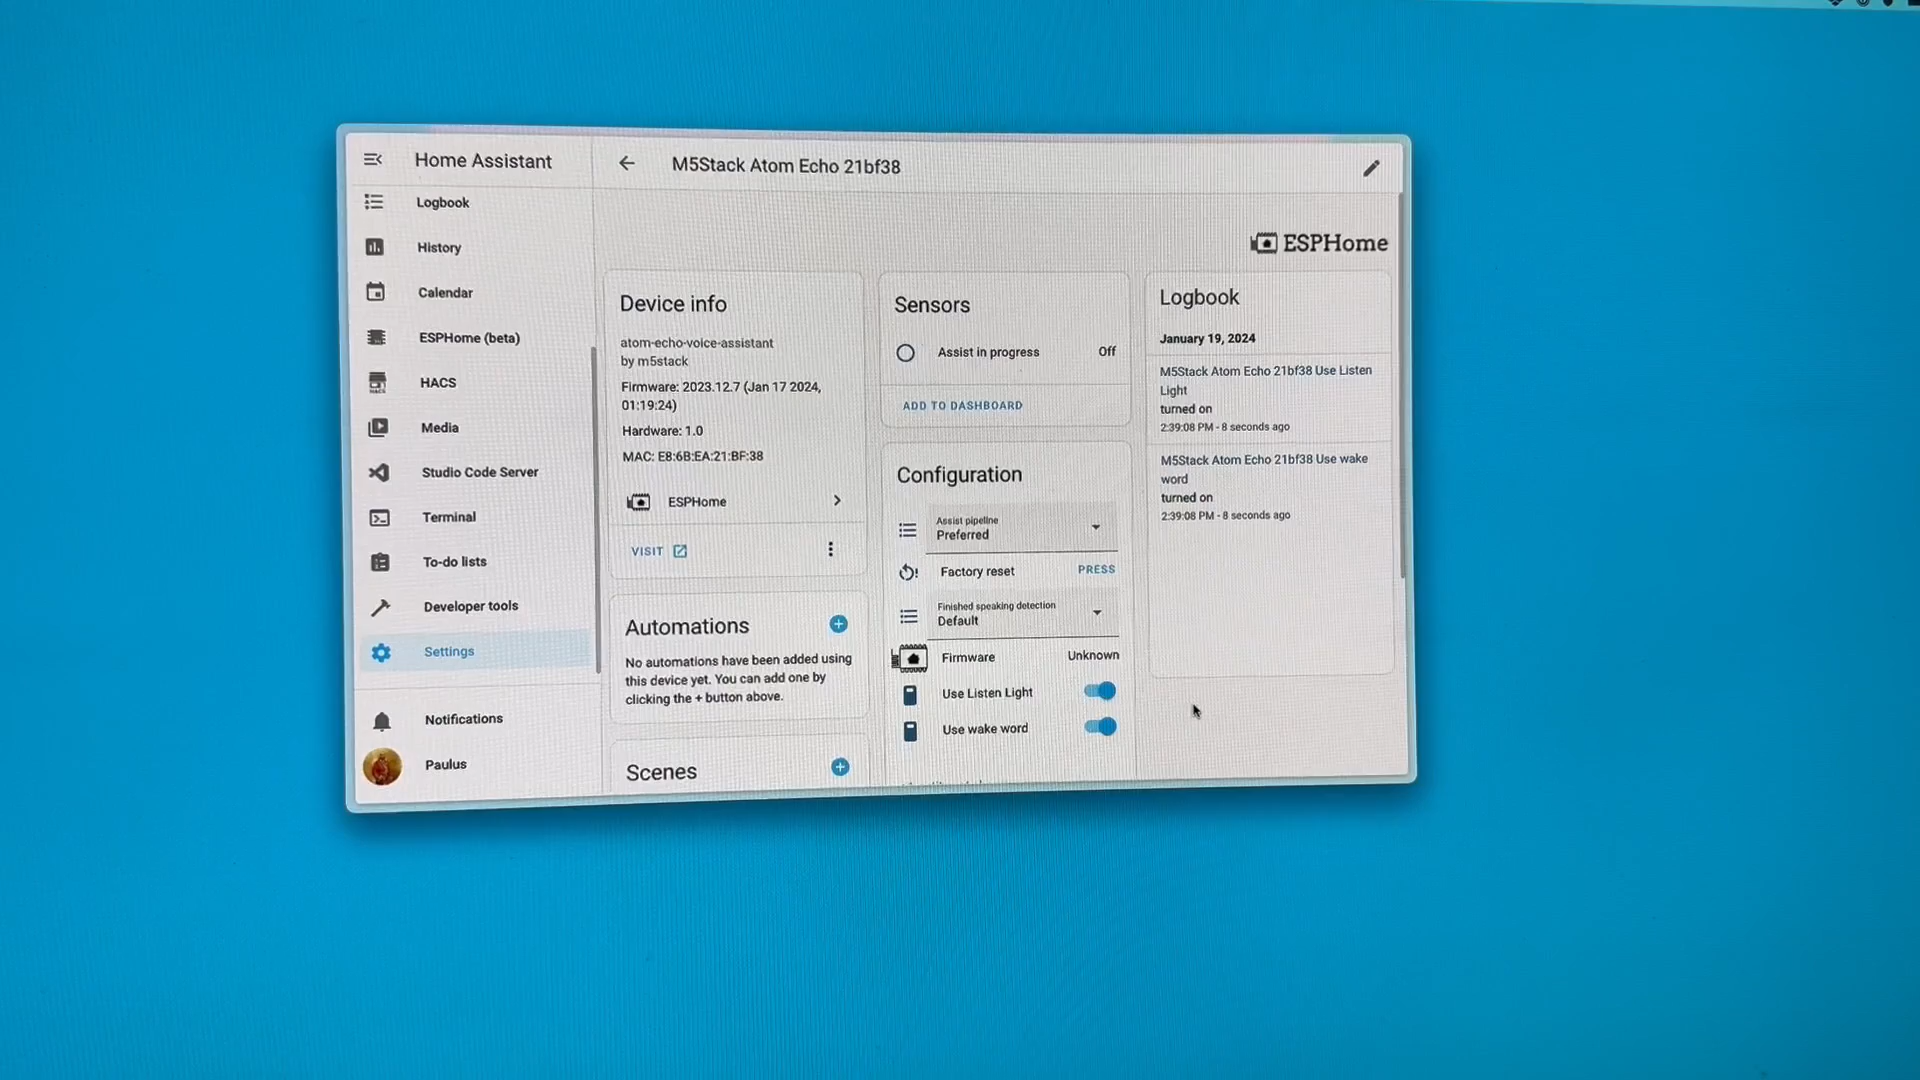 Home Assistant
Logbook
History
Calendar
ESPHome (beta)
HACS
Media
Studio Code Server
Terminal
To-do lists
Developer tools
Settings
Notifications
Paulus
M5Stack Atom Echo 21bf38
ESPHome
Device info
atom-echo-voice-assistant
by m5stack
Firmware: 2023.12.7 (Jan 17 2024,
01:19:24)
Hardware: 1.0
MAC: E8:6B:EA:21:BF:38
ESPHome
VISIT
Automations
No automations have been added using
this device yet. You can add one by
clicking the + button above.
Scenes
Sensors
Assist in progress Off
ADD TO DASHBOARD
Configuration
Assist pipeline
Preferred
Factory reset PRESS
Finished speaking detection
Default
Firmware Unknown
Use Listen Light
Use wake word
Logbook
January 19, 2024
M5Stack Atom Echo 21bf38 Use Listen
Light
turned on
2:39:08 PM - 8 seconds ago
M5Stack Atom Echo 21bf38 Use wake
word
turned on
2:39:08 PM - 8 seconds ago